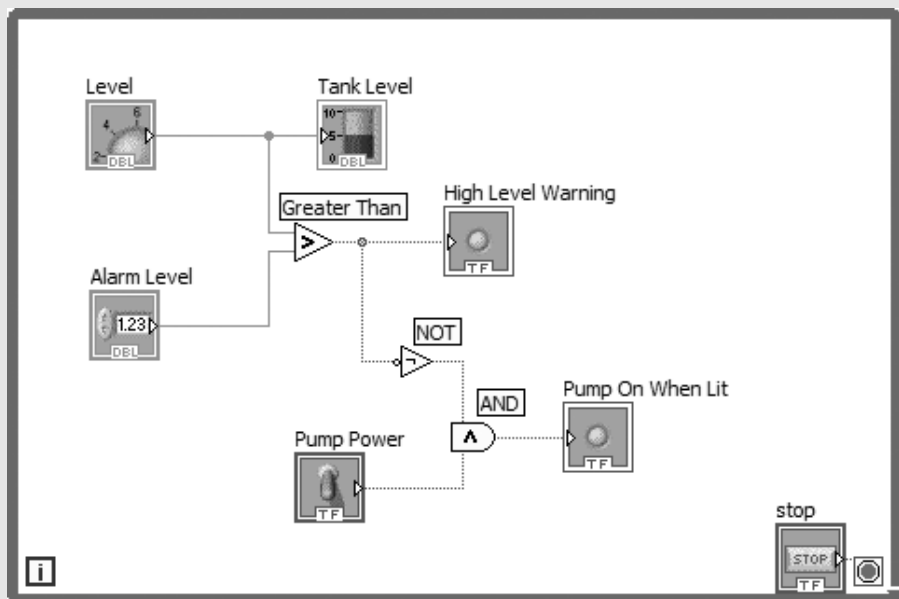 Level
Tank Level
4
6
2
DBL
10
5
0
DBL
Greater Than
>
High Level Warning
TF
Alarm Level
1.23
DBL
NOT
¬
AND
∧
Pump On When Lit
TF
Pump Power
TF
stop
STOP
TF
i